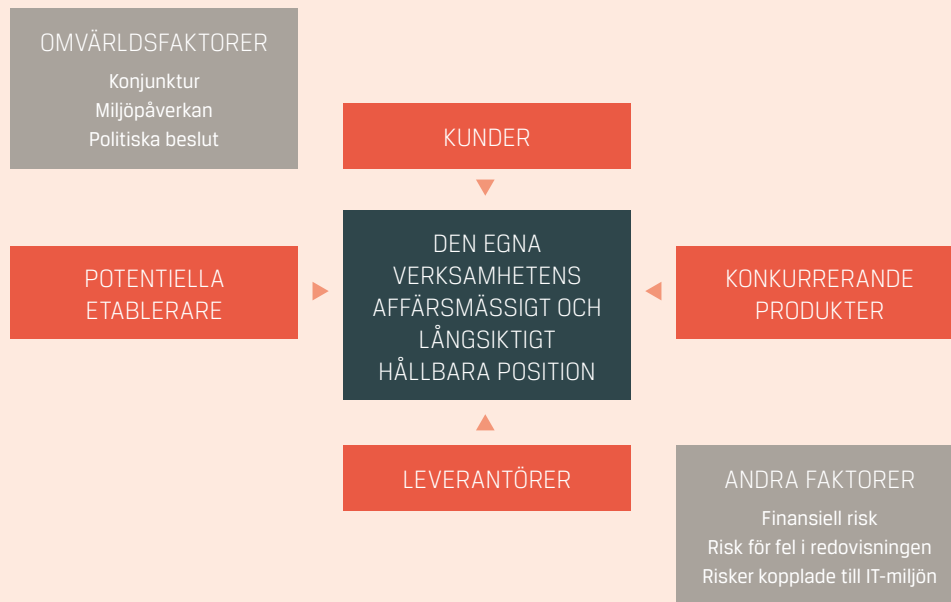 OMVÄRLDSFAKTORER
Konjunktur
Miljöpåverkan
Politiska beslut
KUNDER
POTENTIELLA
ETABLERARE
DEN EGNA
VERKSAMHETENS
AFFÄRSMÄSSIGT OCH
LÅNGSIKTIGT
HÅLLBARA POSITION
KONKURRERANDE
PRODUKTER
LEVERANTÖRER
ANDRA FAKTORER
Finansiell risk
Risk för fel i redovisningen
Risker kopplade till IT-miljön